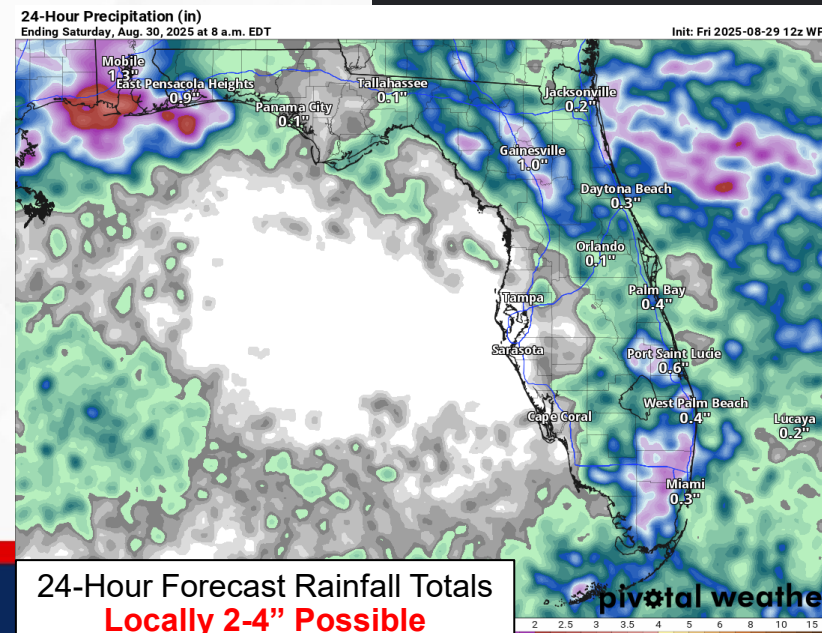 24-Hour Precipitation (in)
Ending Saturday, Aug. 30, 2025 at 8 a.m. EDT
Init: Fri 2025-08-29 12z WP
Mobile
1.3"
East Pensacola Heights
0.9"
Panama City
0.1"
Tallahassee
0.1"
Jacksonville
0.2"
Gainesville
1.0"
Daytona Beach
0.3"
Orlando
0.1"
Tampa
Palm Bay
0.4"
Sarasota
Port Saint Lucie
0.6"
West Palm Beach
0.4"
Cape Coral
Lucaya
0.2"
Miami
0.3"
pivotal weathe
24-Hour Forecast Rainfall Totals
Locally 2-4” Possible
2 2.5 3 3.5 4 5 6 7 8 10 15